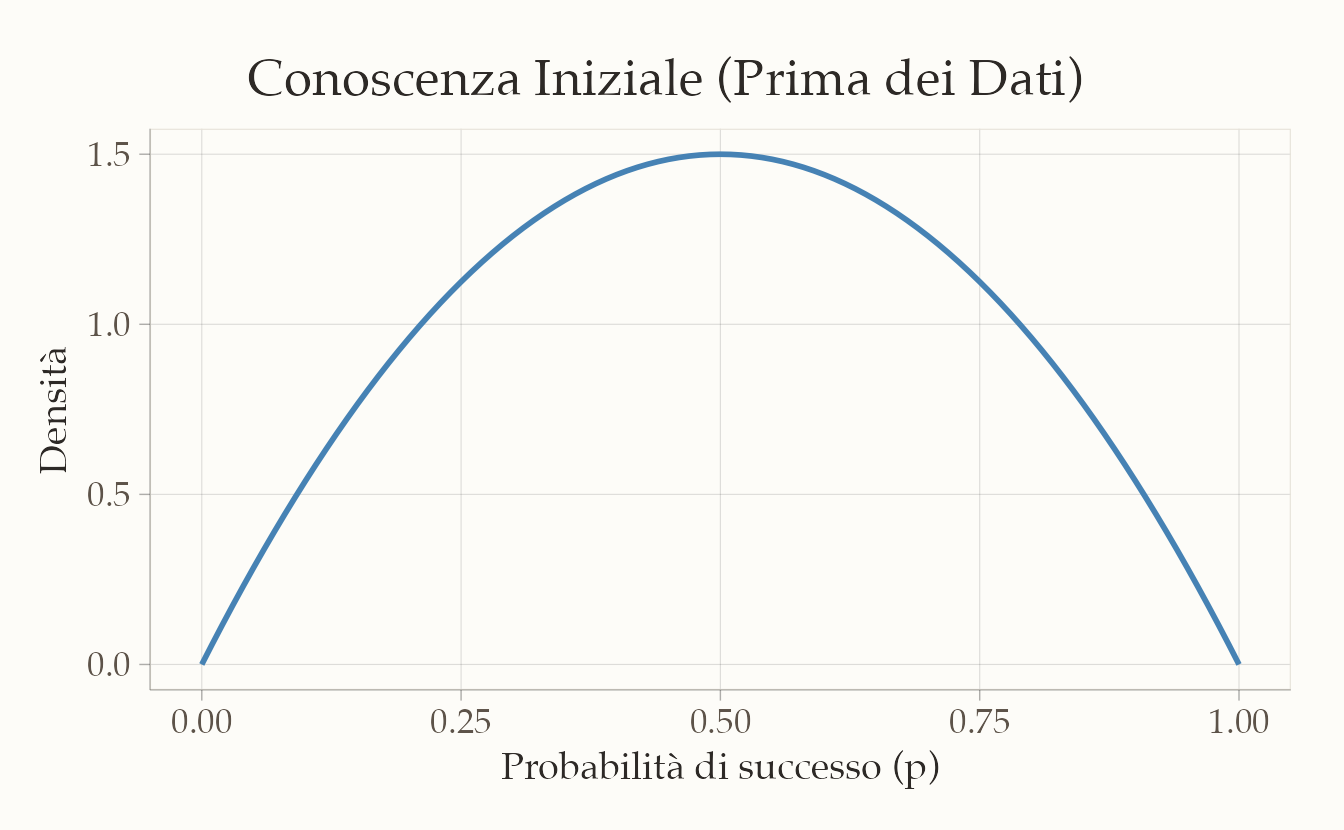 Conoscenza Iniziale (Prima dei Dati)
1.5
1.0
0.5
0.0
Densità
0.00 0.25 0.50 0.75 1.00
Probabilità di successo (p)